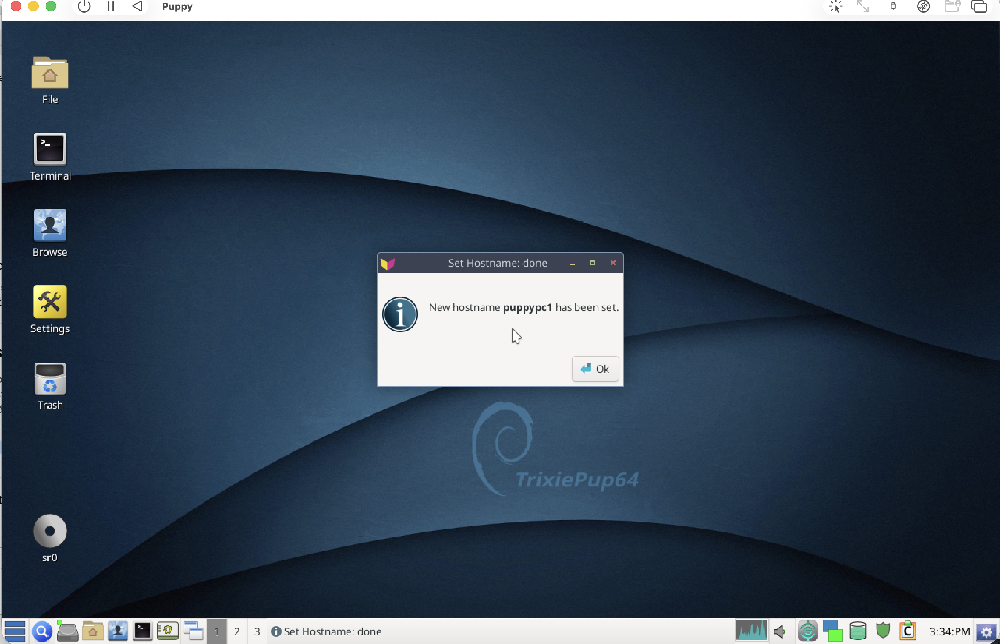 Puppy
File
Terminal
Browse
Settings
Trash
sr0
Set Hostname: done
New hostname puppypc1 has been set.
Ok
TrixiePup64
1
2
3
Set Hostname: done
C
3:34:PM